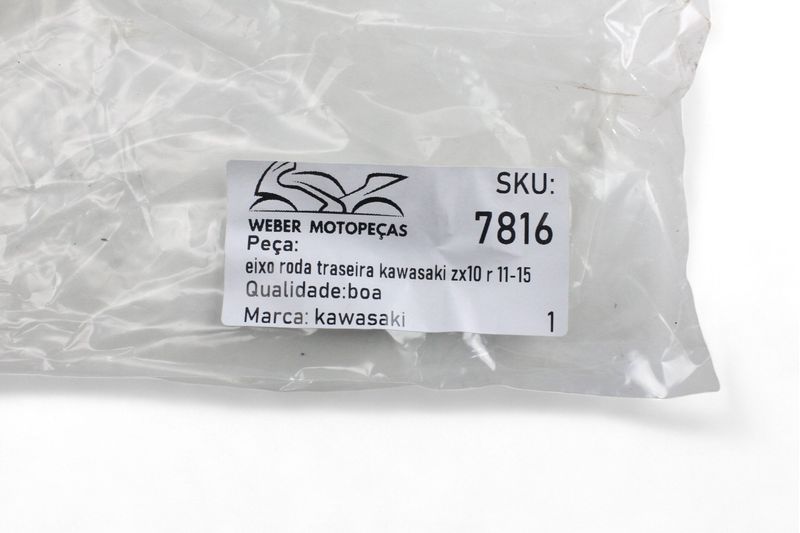 SKU:
7816
WEBER MOTOPEÇAS
Peça:
eixo roda traseira kawasaki zx10 r 11-15
Qualidade:boa
Marca: kawasaki
1